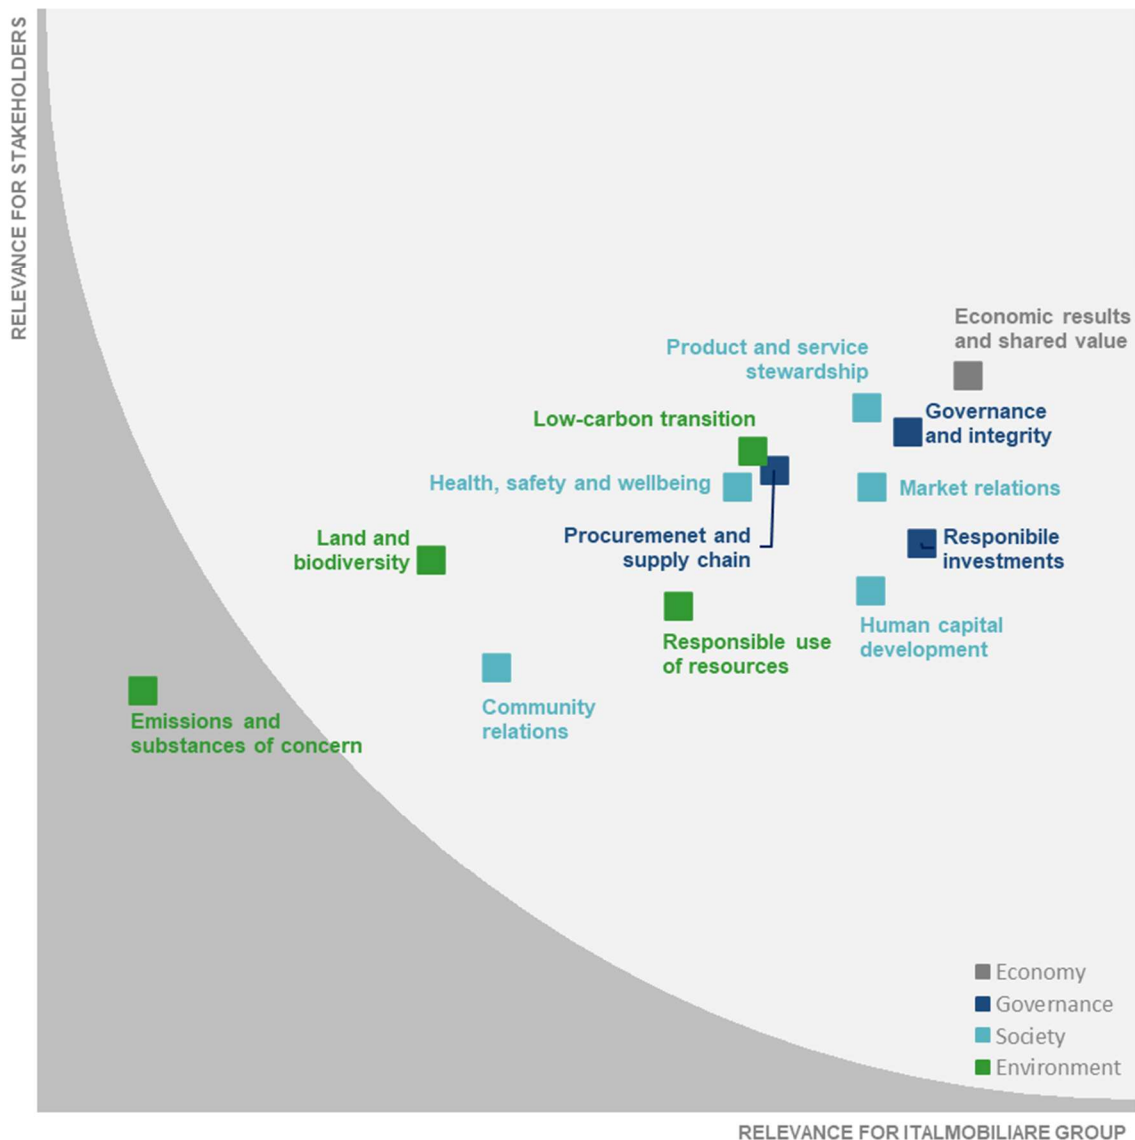 RELEVANCE FOR STAKEHOLDERS
Economic results
and shared value
Product and service
stewardship
Governance
and integrity
Low-carbon transition
Health, safety and wellbeing
Market relations
Procuremenet and
supply chain
Responibile
investments
Land and
biodiversity
Human capital
development
Responsible use
of resources
Community
relations
Emissions and
substances of concern
Economy
Governance
Society
Environment
RELEVANCE FOR ITALMOBILIARE GROUP